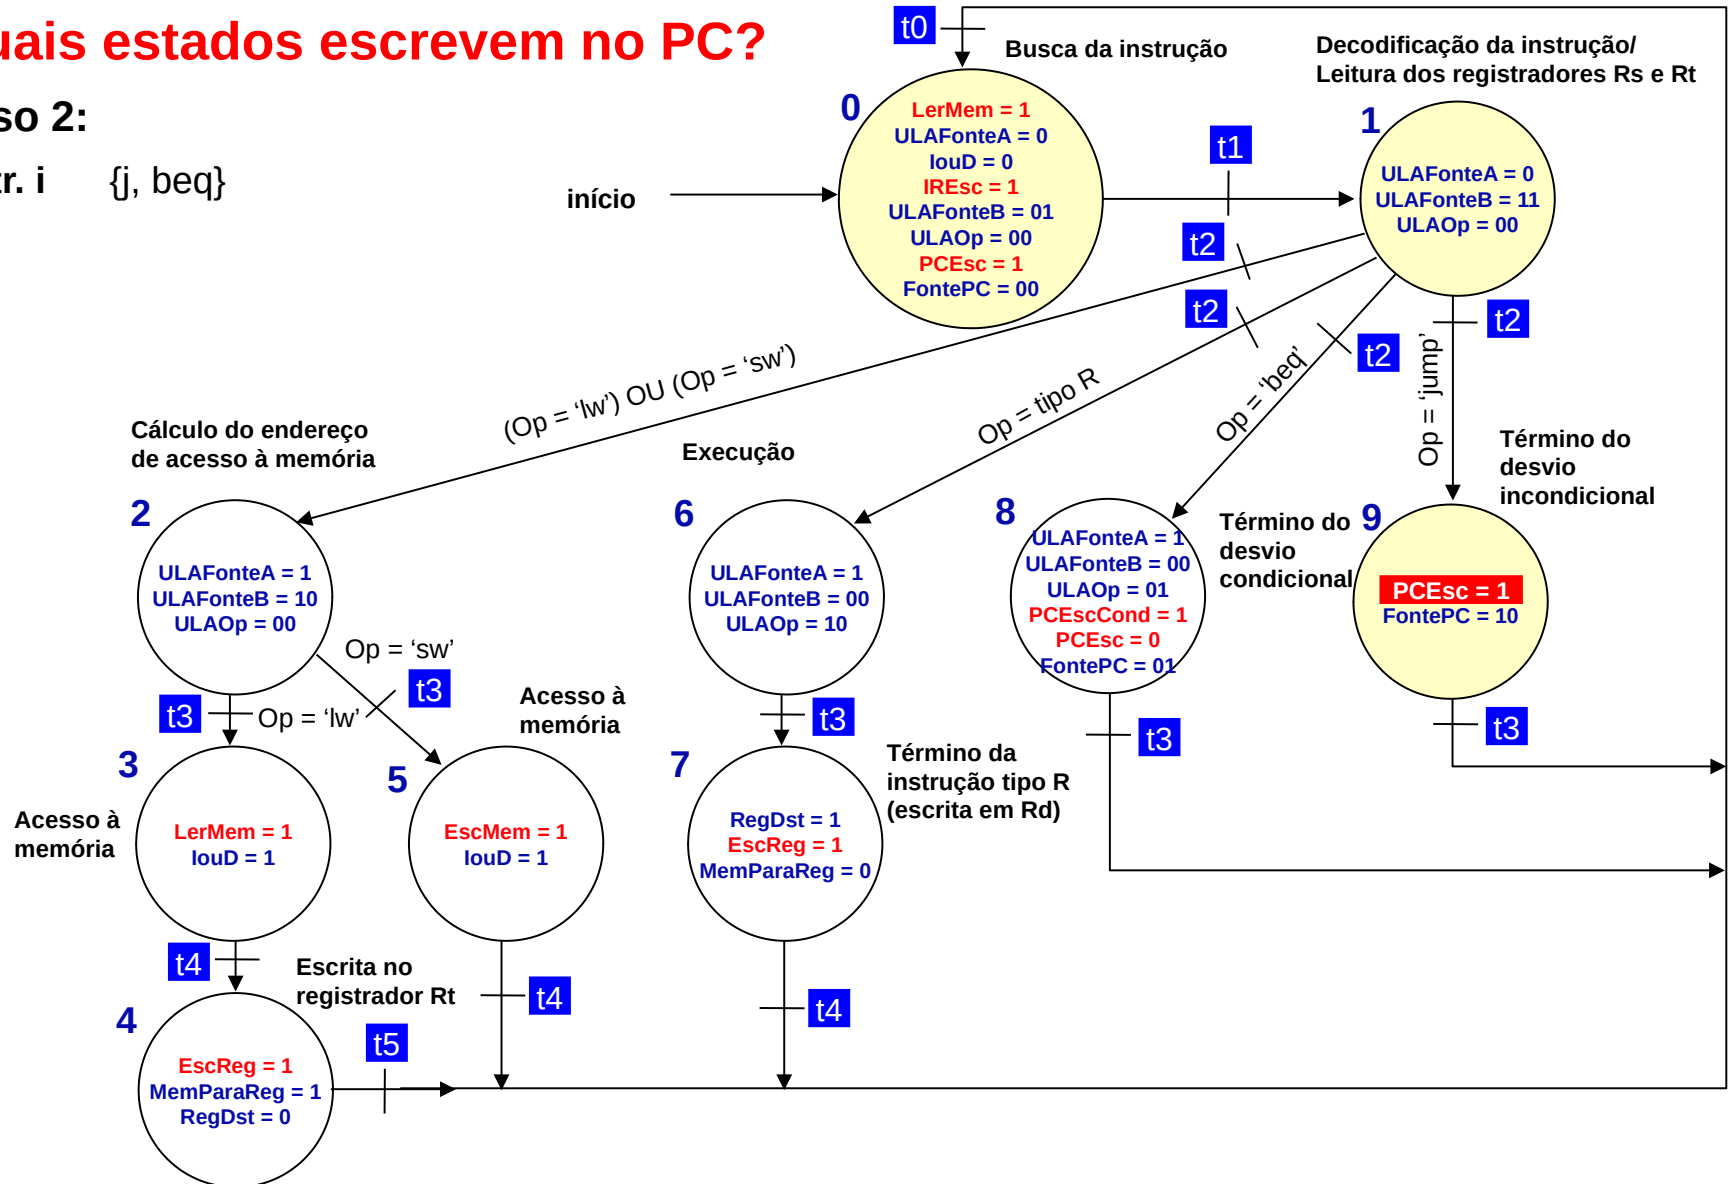 uais estados escrevem no PC?
so 2:
tr. i {j, beq}
início
t0
Busca da instrução
0
LerMem = 1
ULAFonteA = 0
IouD = 0
IREsc = 1
ULAFonteB = 01
ULAOp = 00
PCEsc = 1
FontePC = 00
t1
Decodificação da instrução/
Leitura dos registradores Rs e Rt
1
ULAFonteA = 0
ULAFonteB = 11
ULAOp = 00
t2
t2
t2
t2
(Op = ‘lw’) OU (Op = ‘sw’)
Op = tipo R
Op = ‘beq’
Op = ‘jump’
Cálculo do endereço
de acesso à memória
2
ULAFonteA = 1
ULAFonteB = 10
ULAOp = 00
Execução
6
ULAFonteA = 1
ULAFonteB = 00
ULAOp = 10
8
ULAFonteA = 1
ULAFonteB = 00
ULAOp = 01
PCEscCond = 1
PCEsc = 0
FontePC = 01
Término do
desvio
condicional
Término do
desvio
incondicional
9
PCEsc = 1
FontePC = 10
Op = ‘sw’
t3
t3
Op = ‘lw’
t3
t3
t3
Acesso à
memória
3
LerMem = 1
IouD = 1
Acesso à
memória
5
EscMem = 1
IouD = 1
7
RegDst = 1
EscReg = 1
MemParaReg = 0
Término da
instrução tipo R
(escrita em Rd)
t4
t4
t4
Escrita no
registrador Rt
4
EscReg = 1
MemParaReg = 1
RegDst = 0
t5